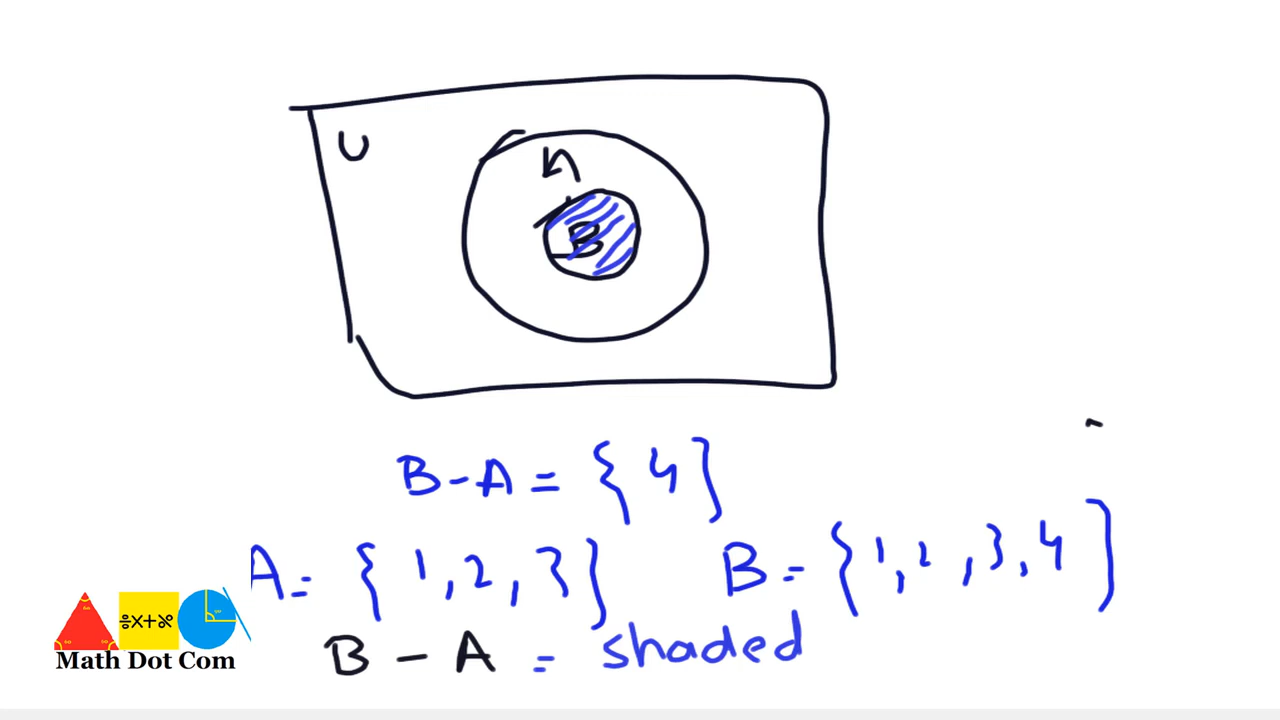 U
B
B-A = { 4 }
A = { 1, 2, 3 } B = { 1, 2, 3, 4 }
B - A = shaded
÷×+%
Math Dot Com